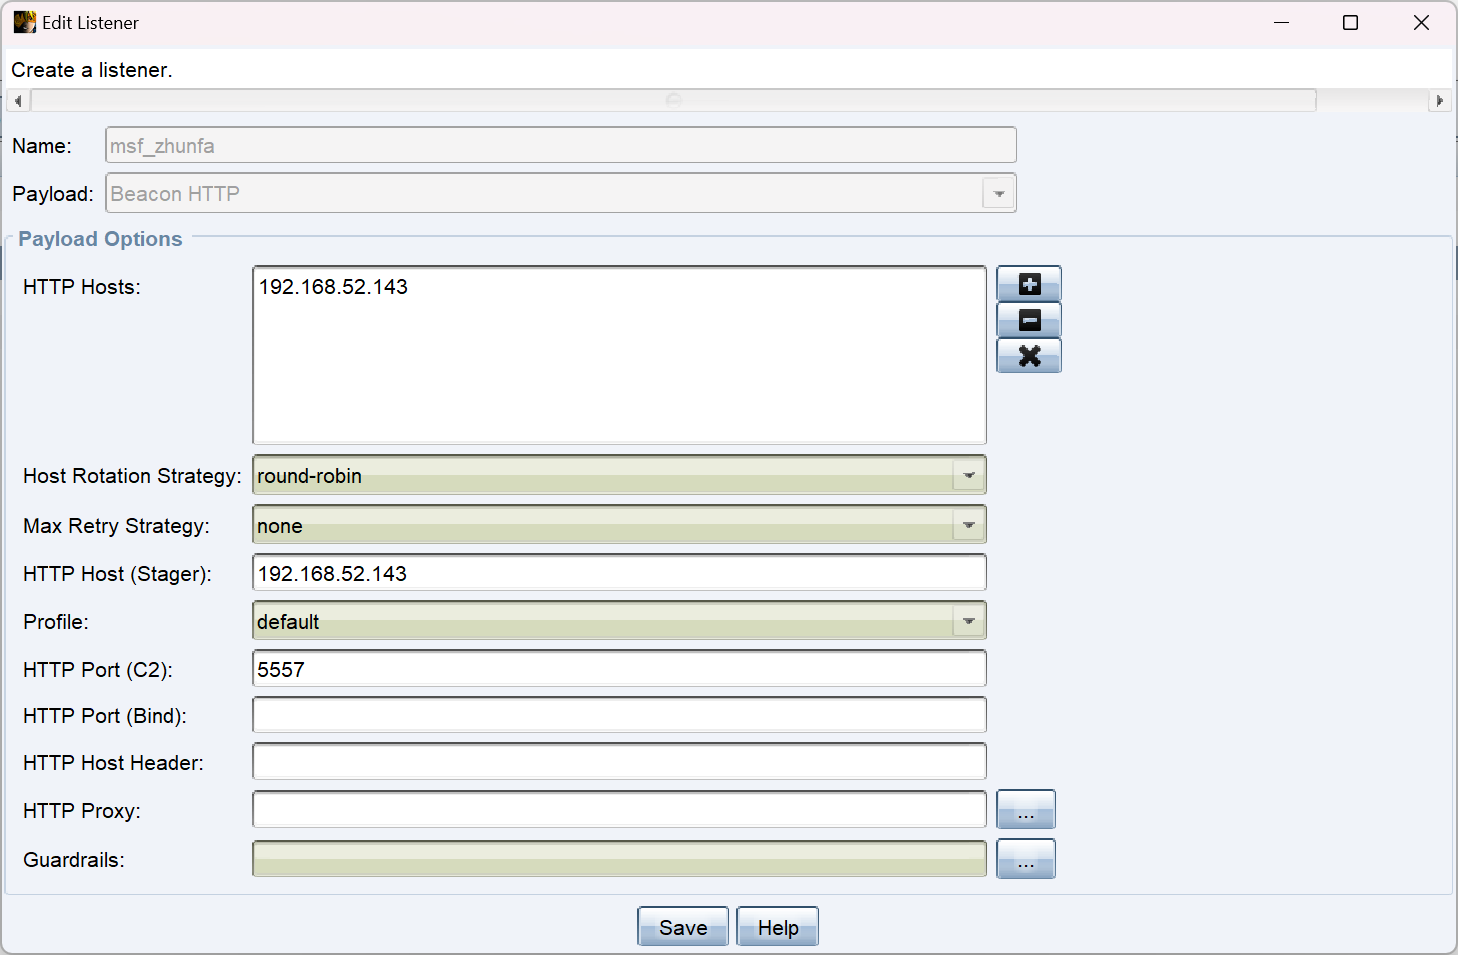 Edit Listener
Create a listener.
Name: msf_zhunfa
Payload: Beacon HTTP
Payload Options
HTTP Hosts: 192.168.52.143
Host Rotation Strategy: round-robin
Max Retry Strategy: none
HTTP Host (Stager): 192.168.52.143
Profile: default
HTTP Port (C2): 5557
HTTP Port (Bind):
HTTP Host Header:
HTTP Proxy: ...
Guardrails: ...
Save Help